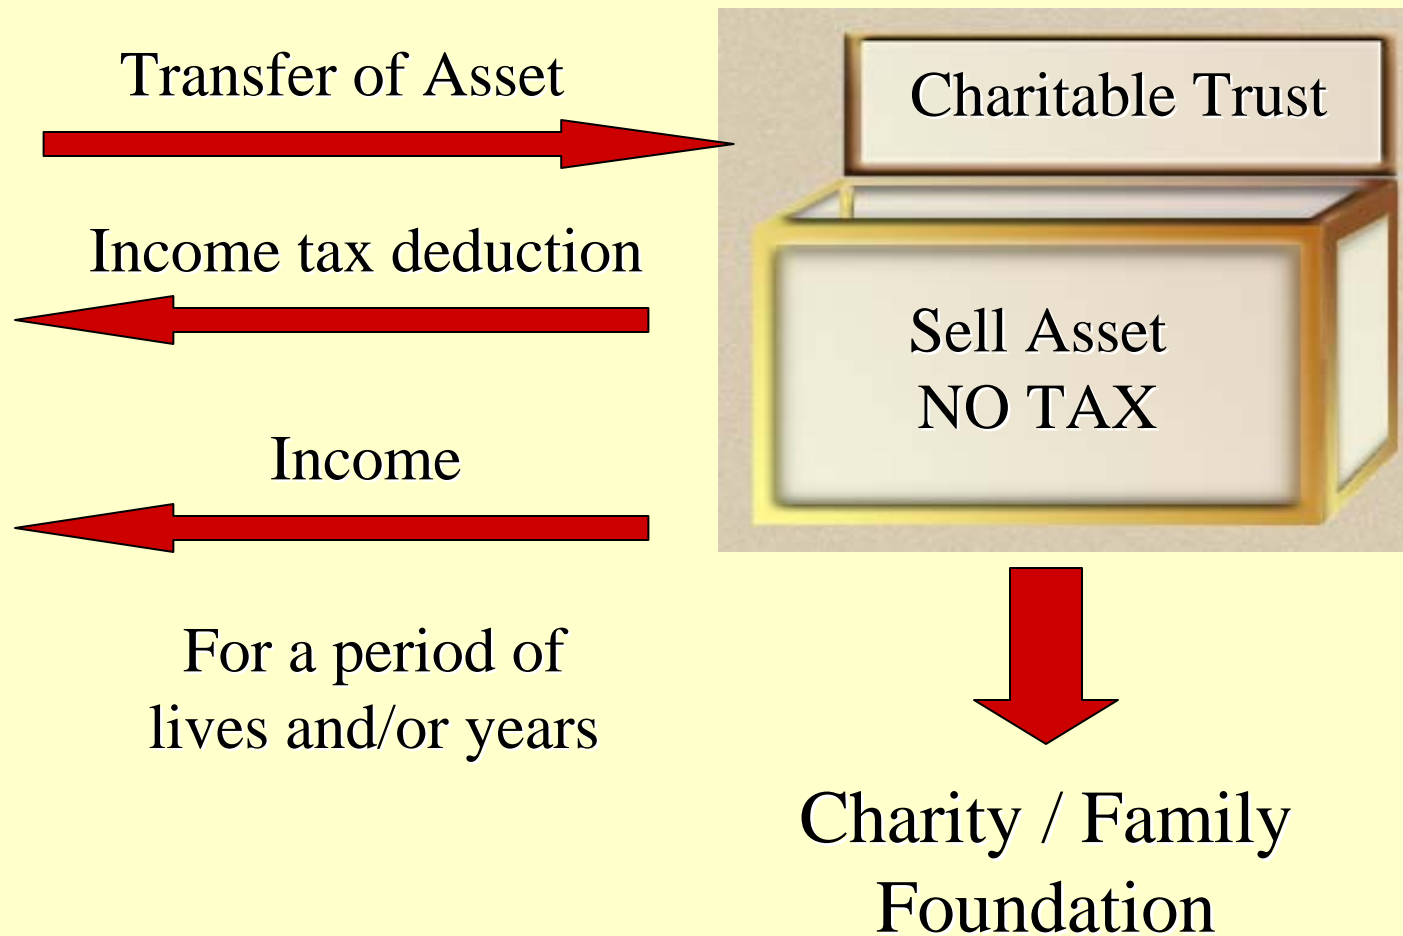 Transfer of Asset
Charitable Trust
Income tax deduction
Sell Asset
NO TAX
Income
For a period of
lives and/or years
Charity / Family
Foundation